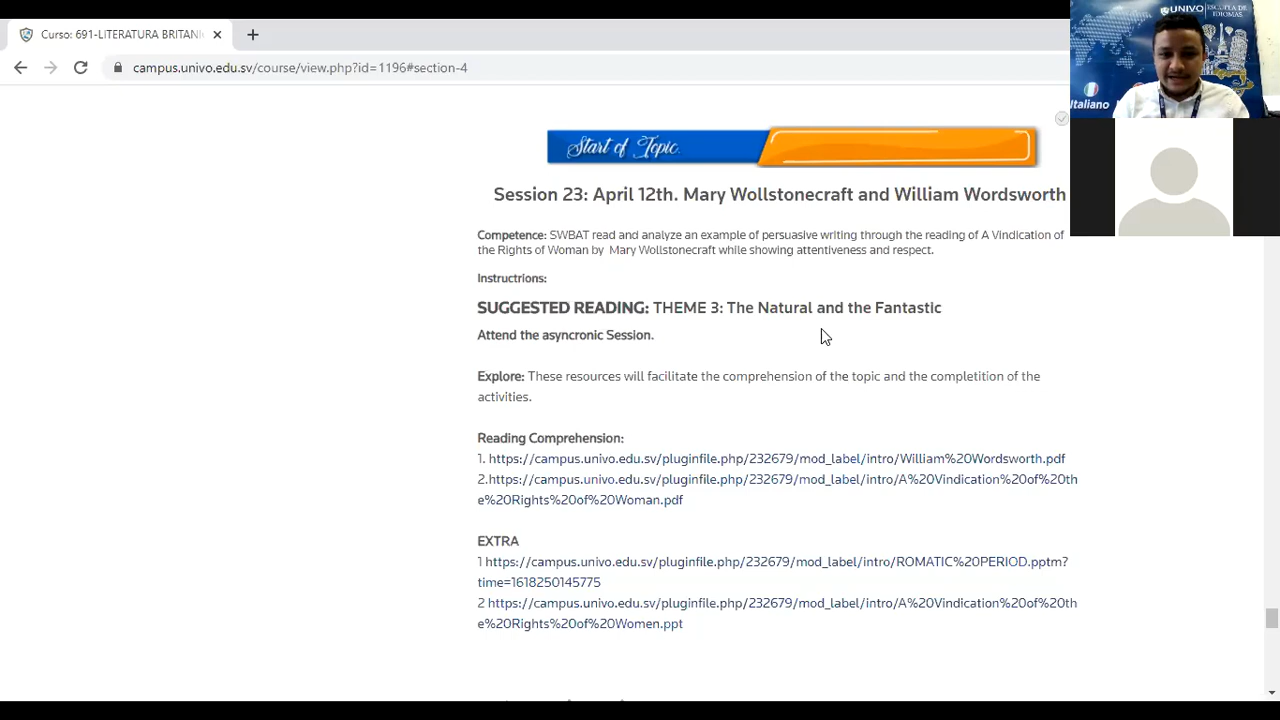 Curso: 691-LITERATURA BRITANI
campus.univo.edu.sv/course/view.php?id=1196#section-4
UNIVO ESCUELA DE IDIOMAS
Italiano
Start of Topic.
Session 23: April 12th. Mary Wollstonecraft and William Wordsworth
Competence: SWBAT read and analyze an example of persuasive writing through the reading of A Vindication of
the Rights of Woman by Mary Wollstonecraft while showing attentiveness and respect.
Instructrions:
SUGGESTED READING: THEME 3: The Natural and the Fantastic
Attend the asyncronic Session.
Explore: These resources will facilitate the comprehension of the topic and the completition of the
activities.
Reading Comprehension:
1. https://campus.univo.edu.sv/pluginfile.php/232679/mod_label/intro/William%20Wordsworth.pdf
2.https://campus.univo.edu.sv/pluginfile.php/232679/mod_label/intro/A%20Vindication%20of%20th
e%20Rights%20of%20Woman.pdf
EXTRA
1 https://campus.univo.edu.sv/pluginfile.php/232679/mod_label/intro/ROMATIC%20PERIOD.pptm?
time=1618250145775
2 https://campus.univo.edu.sv/pluginfile.php/232679/mod_label/intro/A%20Vindication%20of%20th
e%20Rights%20of%20Women.ppt